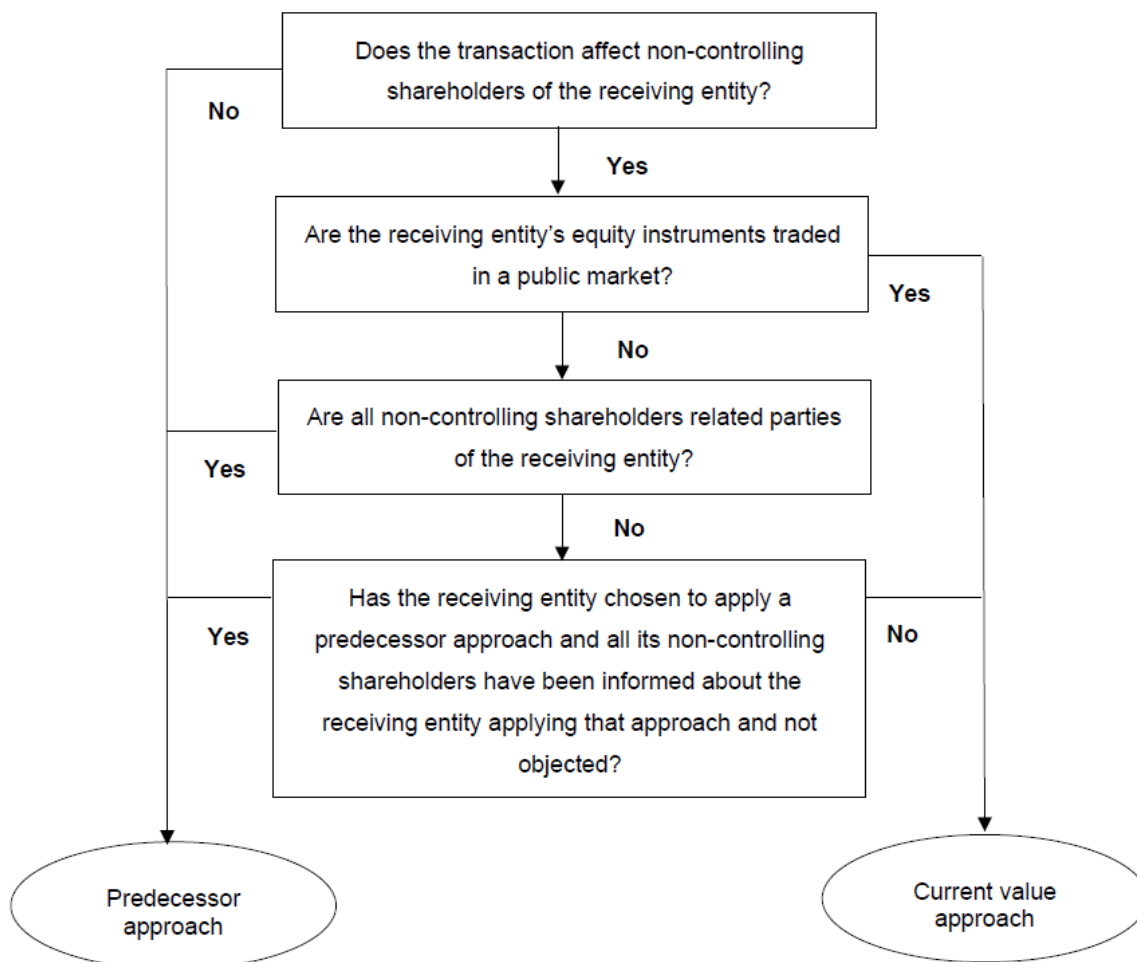 Does the transaction affect non-controlling
shareholders of the receiving entity?
No
Yes
Are the receiving entity’s equity instruments traded
in a public market?
Yes
No
Are all non-controlling shareholders related parties
of the receiving entity?
Yes
No
Has the receiving entity chosen to apply a
predecessor approach and all its non-controlling
shareholders have been informed about the
receiving entity applying that approach and not
objected?
Yes
No
Predecessor
approach
Current value
approach